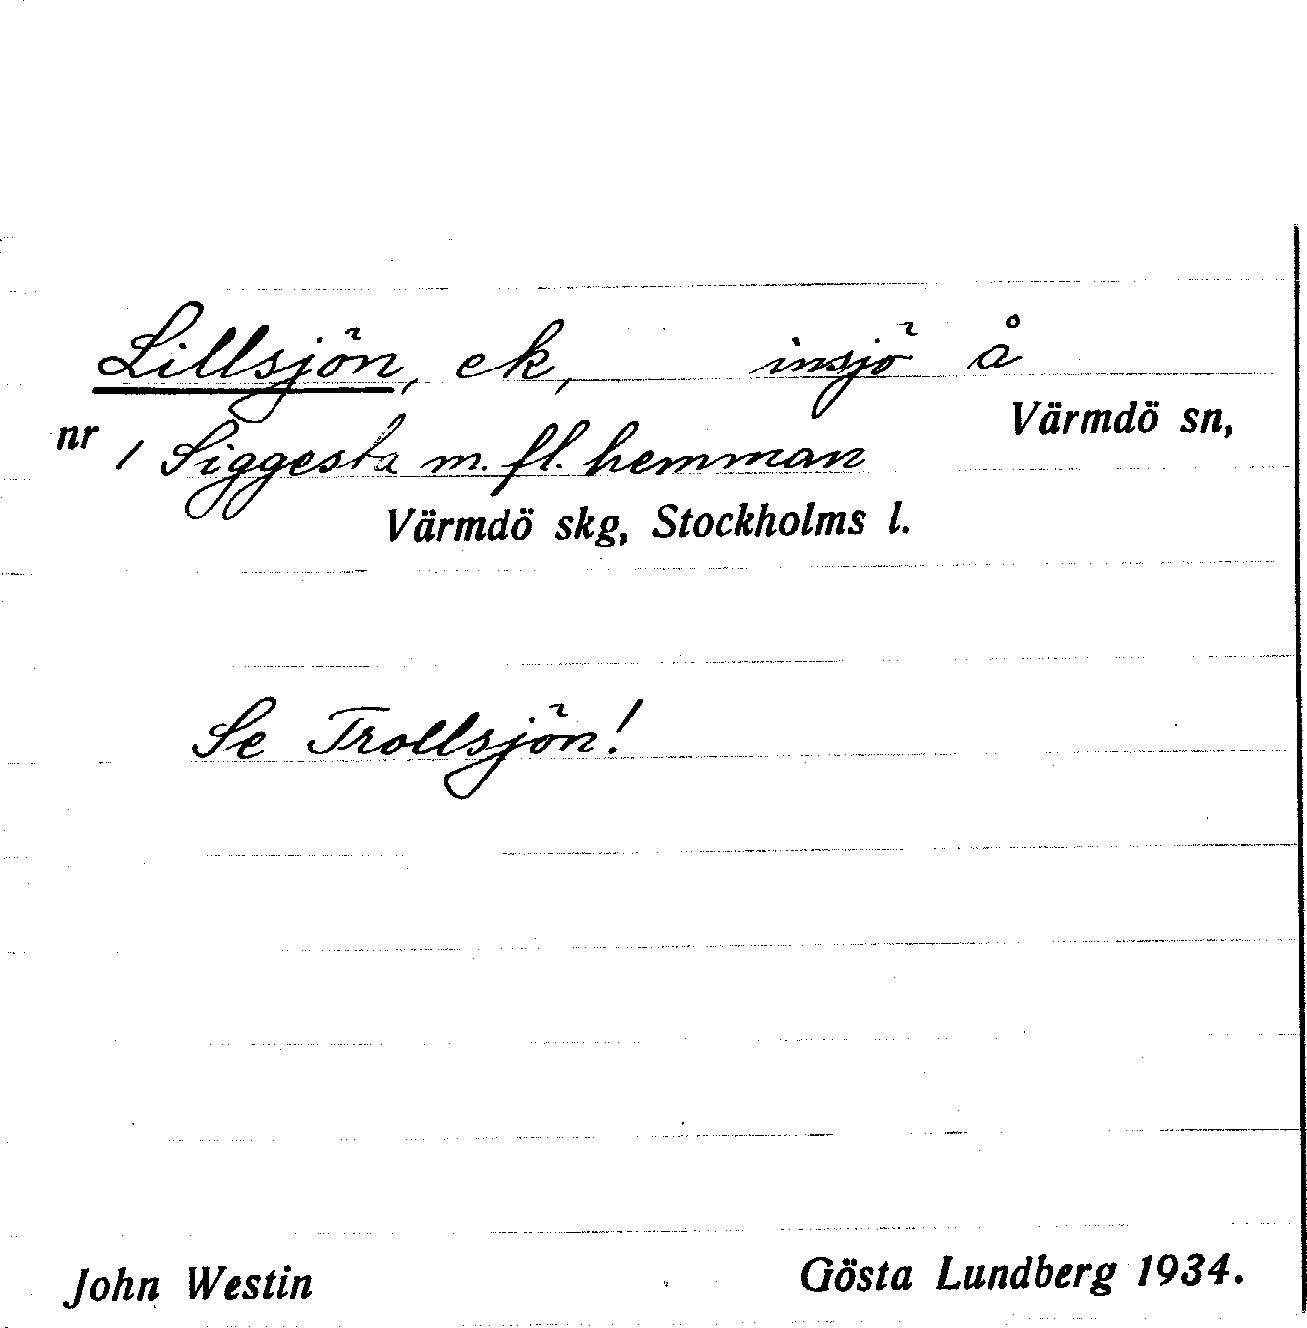 Lillsjön, ek, insjö å
nr 1 Siggesta m. fl. hemman Värmdö sn,
Värmdö skg, Stockholms l.
Se Trollsjön!
John Westin Gösta Lundberg 1934.